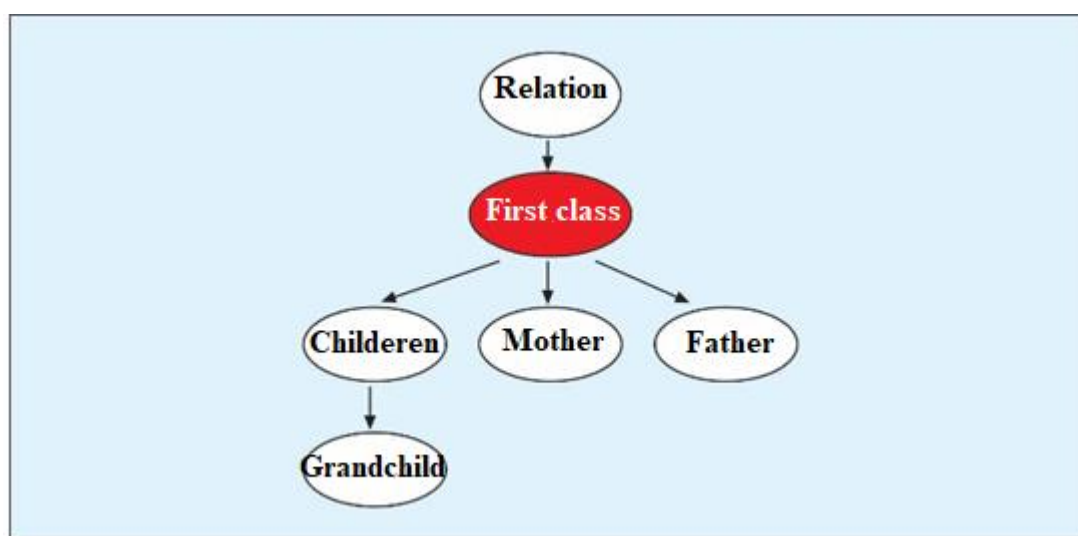 Relation
First class
Childeren
Mother
Father
Grandchild